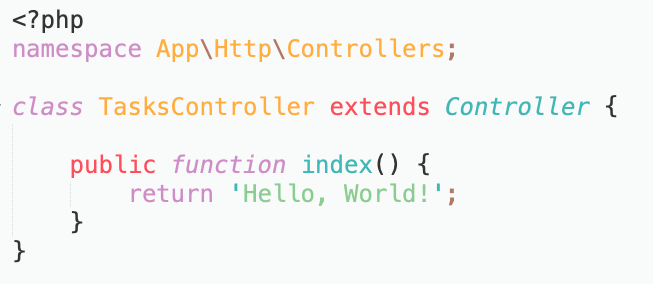 <?php
namespace App\Http\Controllers;
class TasksController extends Controller {
public function index() {
return 'Hello, World!';
}
}